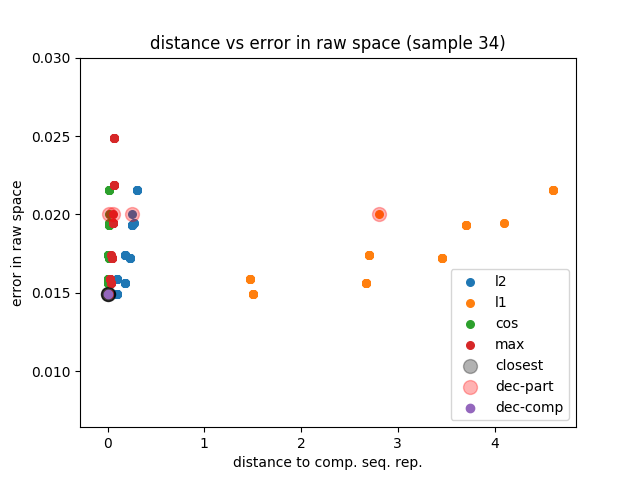 distance vs error in raw space (sample 34)
0.030
0.025
0.020
0.015
0.010
error in raw space
l2
l1
cos
max
closest
dec-part
dec-comp
0 1 2 3 4
distance to comp. seq. rep.